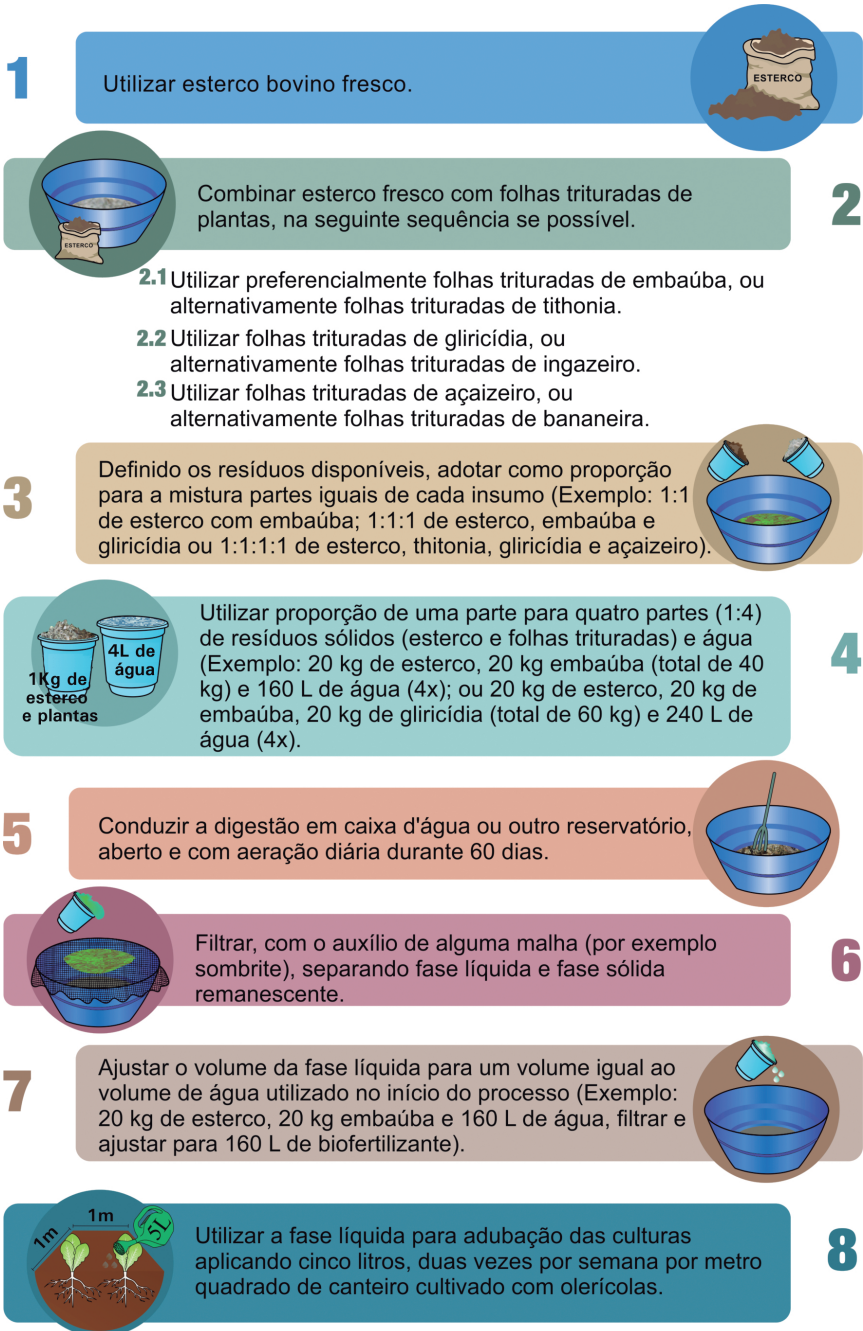 1
Utilizar esterco bovino fresco.
ESTERCO
ESTERCO
Combinar esterco fresco com folhas trituradas de
plantas, na seguinte sequência se possível.
2
2.1 Utilizar preferencialmente folhas trituradas de embaúba, ou
alternativamente folhas trituradas de tithonia.
2.2 Utilizar folhas trituradas de gliricídia, ou
alternativamente folhas trituradas de ingazeiro.
2.3 Utilizar folhas trituradas de açaizeiro, ou
alternativamente folhas trituradas de bananeira.
3
Definido os resíduos disponíveis, adotar como proporção
para a mistura partes iguais de cada insumo (Exemplo: 1:1
de esterco com embaúba; 1:1:1 de esterco, embaúba e
gliricídia ou 1:1:1:1 de esterco, thitonia, gliricídia e açaizeiro).
1Kg de
esterco
e plantas
4L de
água
Utilizar proporção de uma parte para quatro partes (1:4)
de resíduos sólidos (esterco e folhas trituradas) e água
(Exemplo: 20 kg de esterco, 20 kg embaúba (total de 40
kg) e 160 L de água (4x); ou 20 kg de esterco, 20 kg de
embaúba, 20 kg de gliricídia (total de 60 kg) e 240 L de
água (4x).
4
5
Conduzir a digestão em caixa d'água ou outro reservatório,
aberto e com aeração diária durante 60 dias.
Filtrar, com o auxílio de alguma malha (por exemplo
sombrite), separando fase líquida e fase sólida
remanescente.
6
7
Ajustar o volume da fase líquida para um volume igual ao
volume de água utilizado no início do processo (Exemplo:
20 kg de esterco, 20 kg embaúba e 160 L de água, filtrar e
ajustar para 160 L de biofertilizante).
1m
1m
5L
Utilizar a fase líquida para adubação das culturas
aplicando cinco litros, duas vezes por semana por metro
quadrado de canteiro cultivado com olerícolas.
8